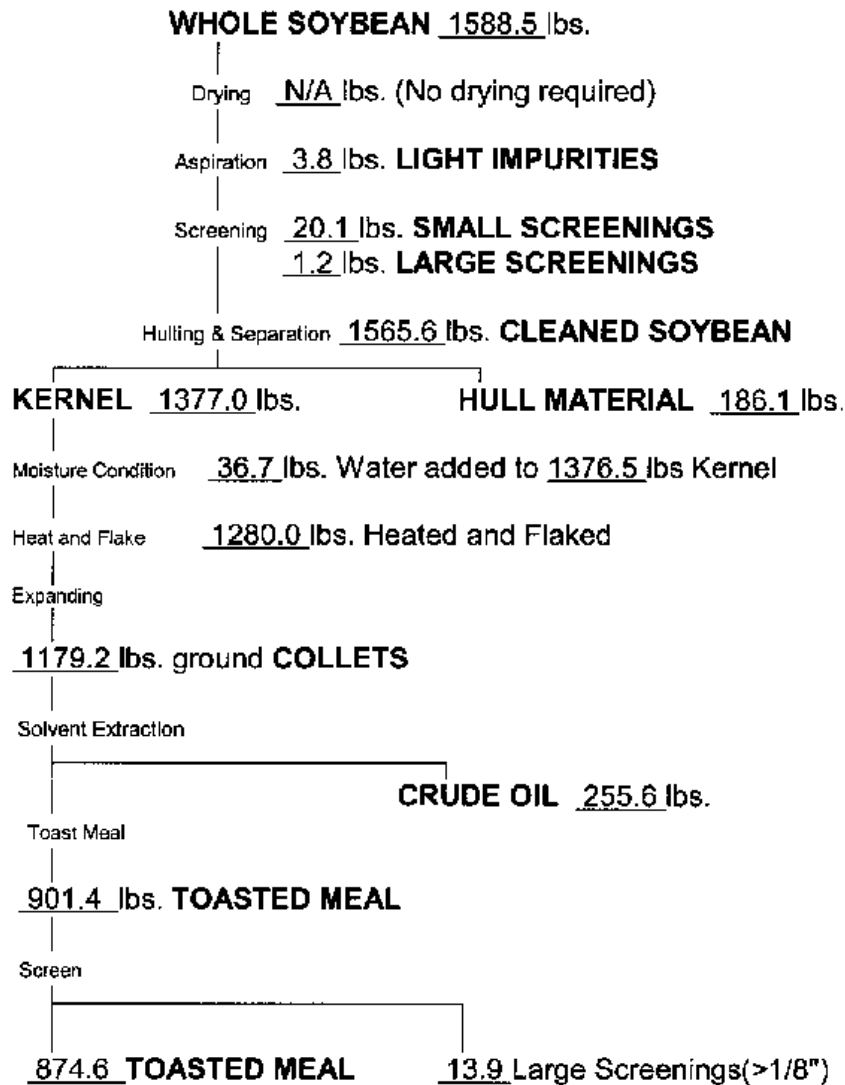 WHOLE SOYBEAN 1588.5 lbs.
Drying N/A lbs. (No drying required)
Aspiration 3.8 lbs. LIGHT IMPURITIES
Screening 20.1 lbs. SMALL SCREENINGS
1.2 lbs. LARGE SCREENINGS
Hulting & Separation 1565.6 lbs. CLEANED SOYBEAN
KERNEL 1377.0 lbs. HULL MATERIAL 186.1 lbs.
Moisture Condition 36.7 lbs. Water added to 1376.5 lbs Kernel
Heat and Flake 1280.0 lbs. Heated and Flaked
Expanding
1179.2 lbs. ground COLLETS
Solvent Extraction
CRUDE OIL 255.6 lbs.
Toast Meal
901.4 lbs. TOASTED MEAL
Screen
874.6 TOASTED MEAL 13.9 Large Screenings(>1/8")